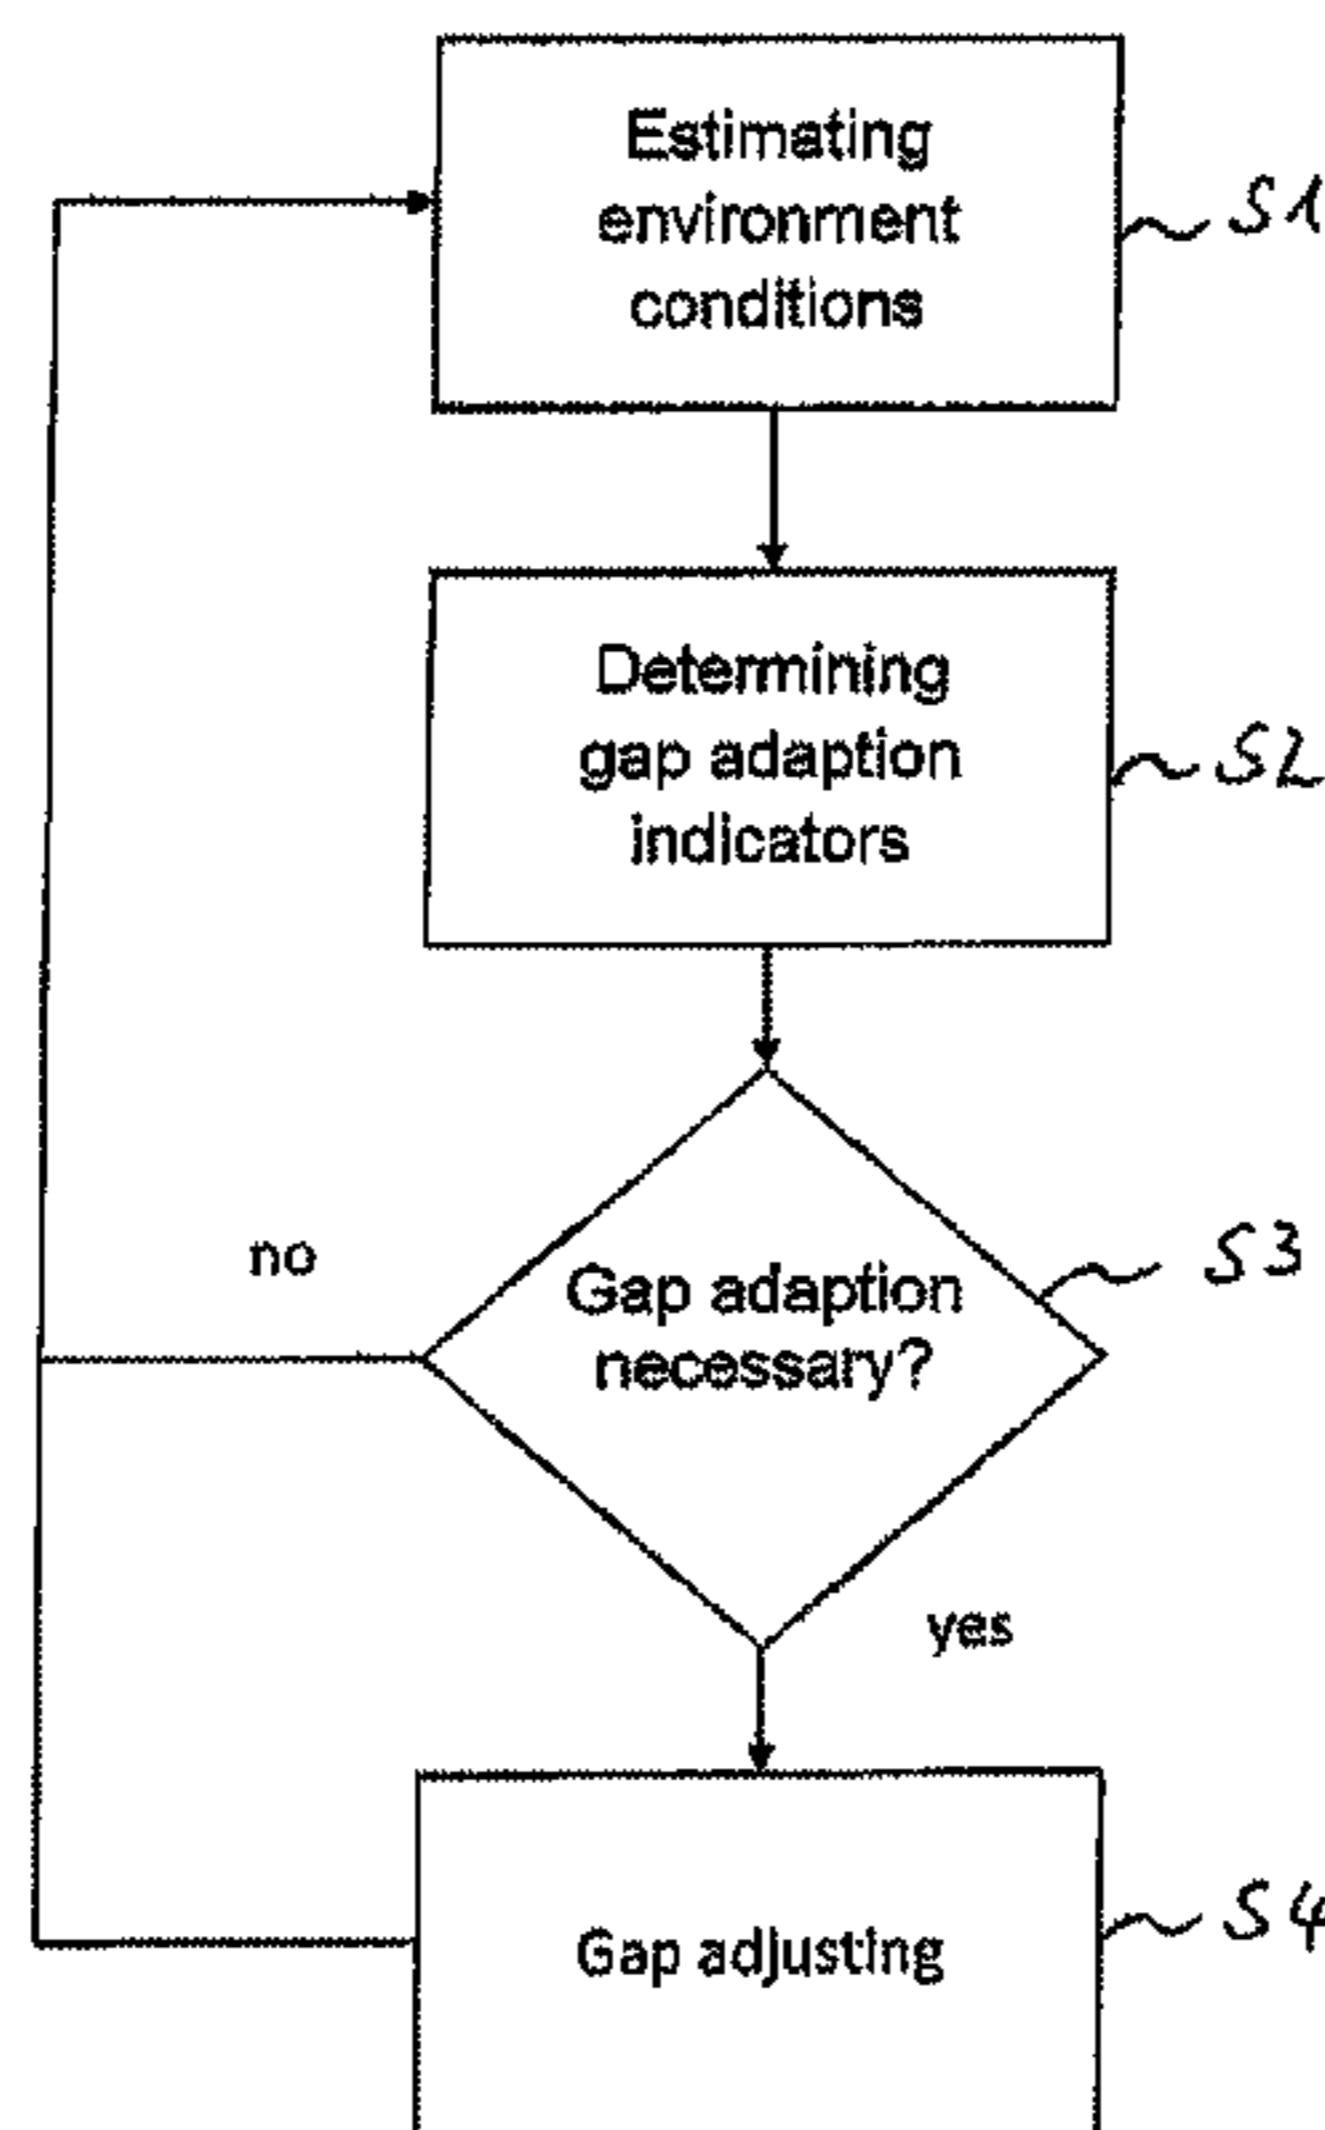 Estimating
environment
conditions
S1
Determining
gap adaption
indicators
S2
no
Gap adaption
necessary?
S3
yes
Gap adjusting
S4